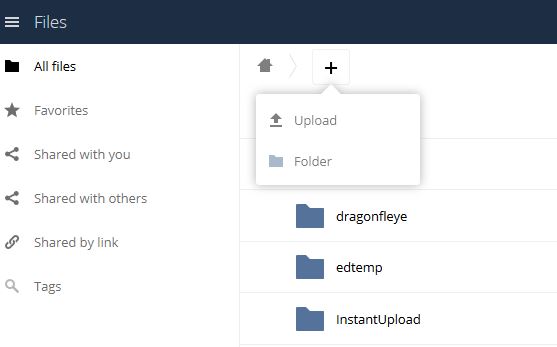 Files
All files
Favorites
Shared with you
Shared with others
Shared by link
Tags
Upload
Folder
dragonfleye
edtemp
InstantUpload